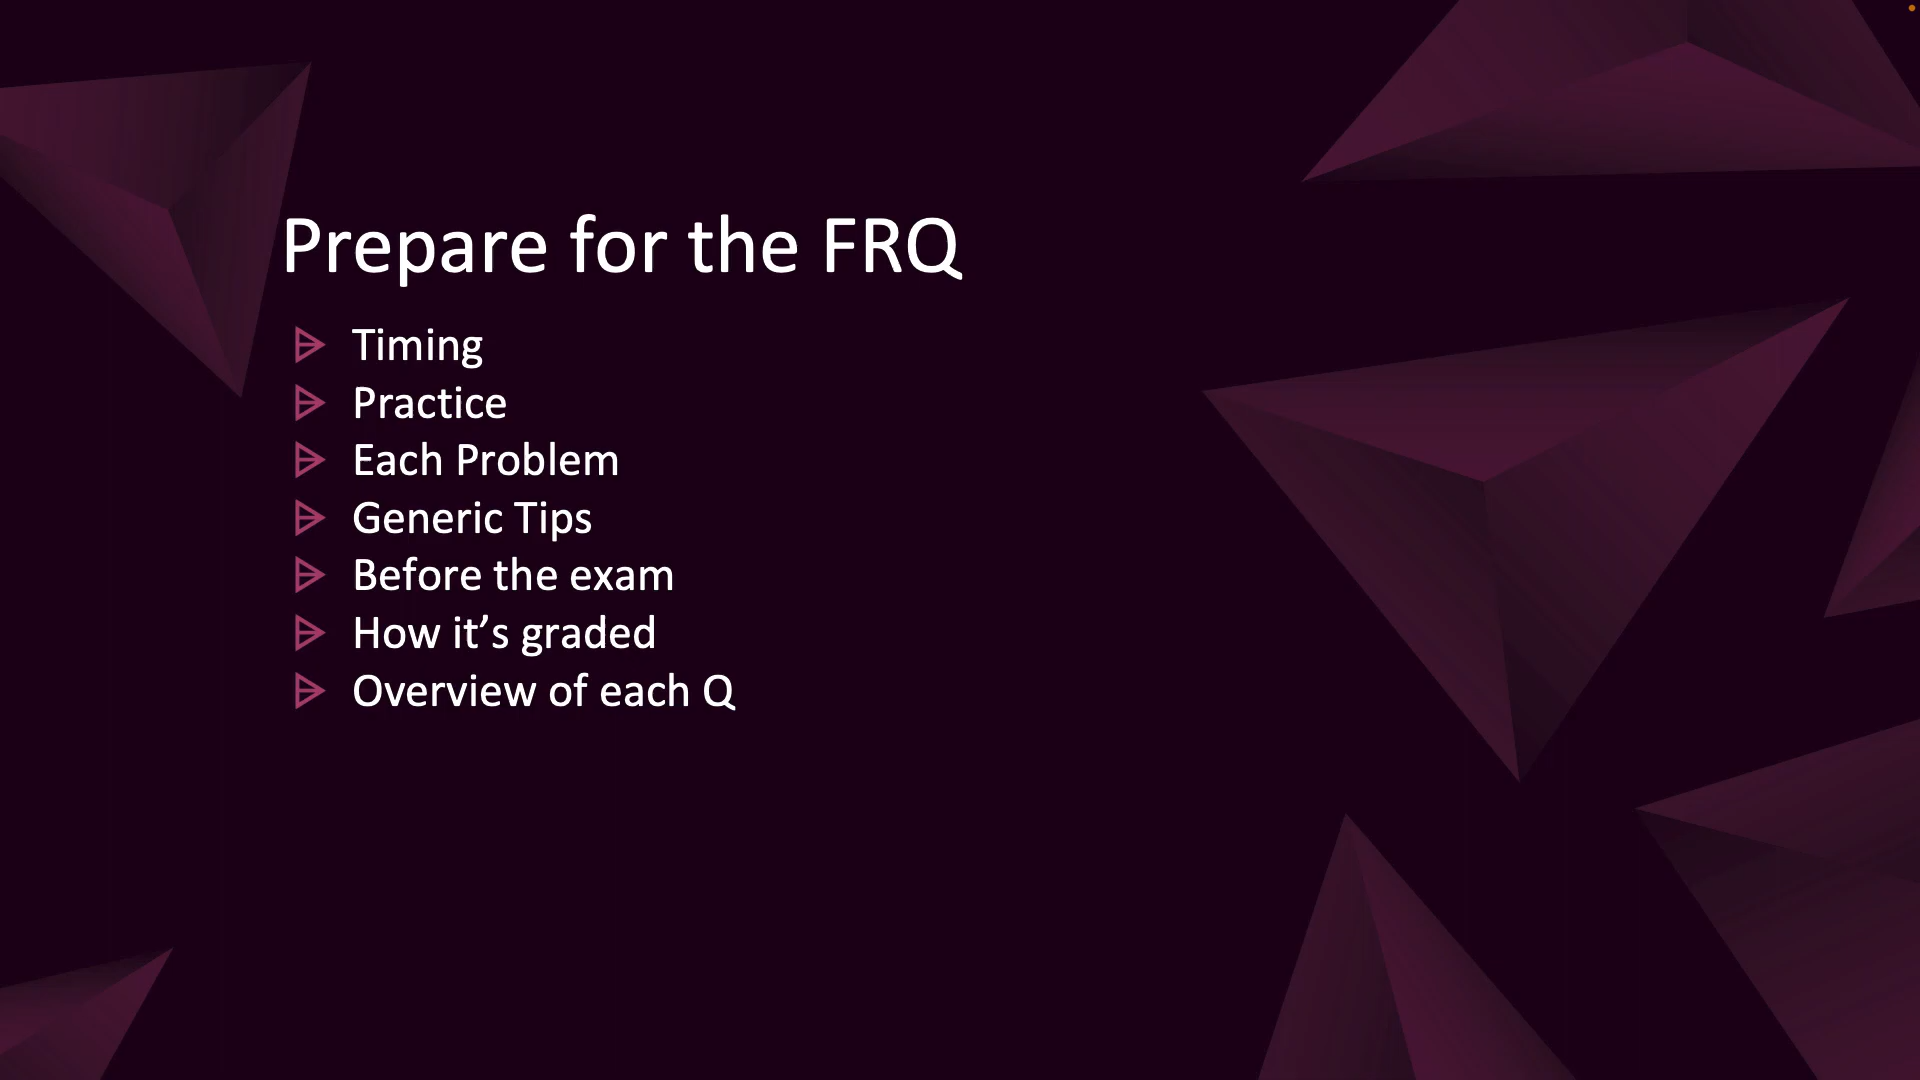 Prepare for the FRQ
Timing
Practice
Each Problem
Generic Tips
Before the exam
How it’s graded
Overview of each Q